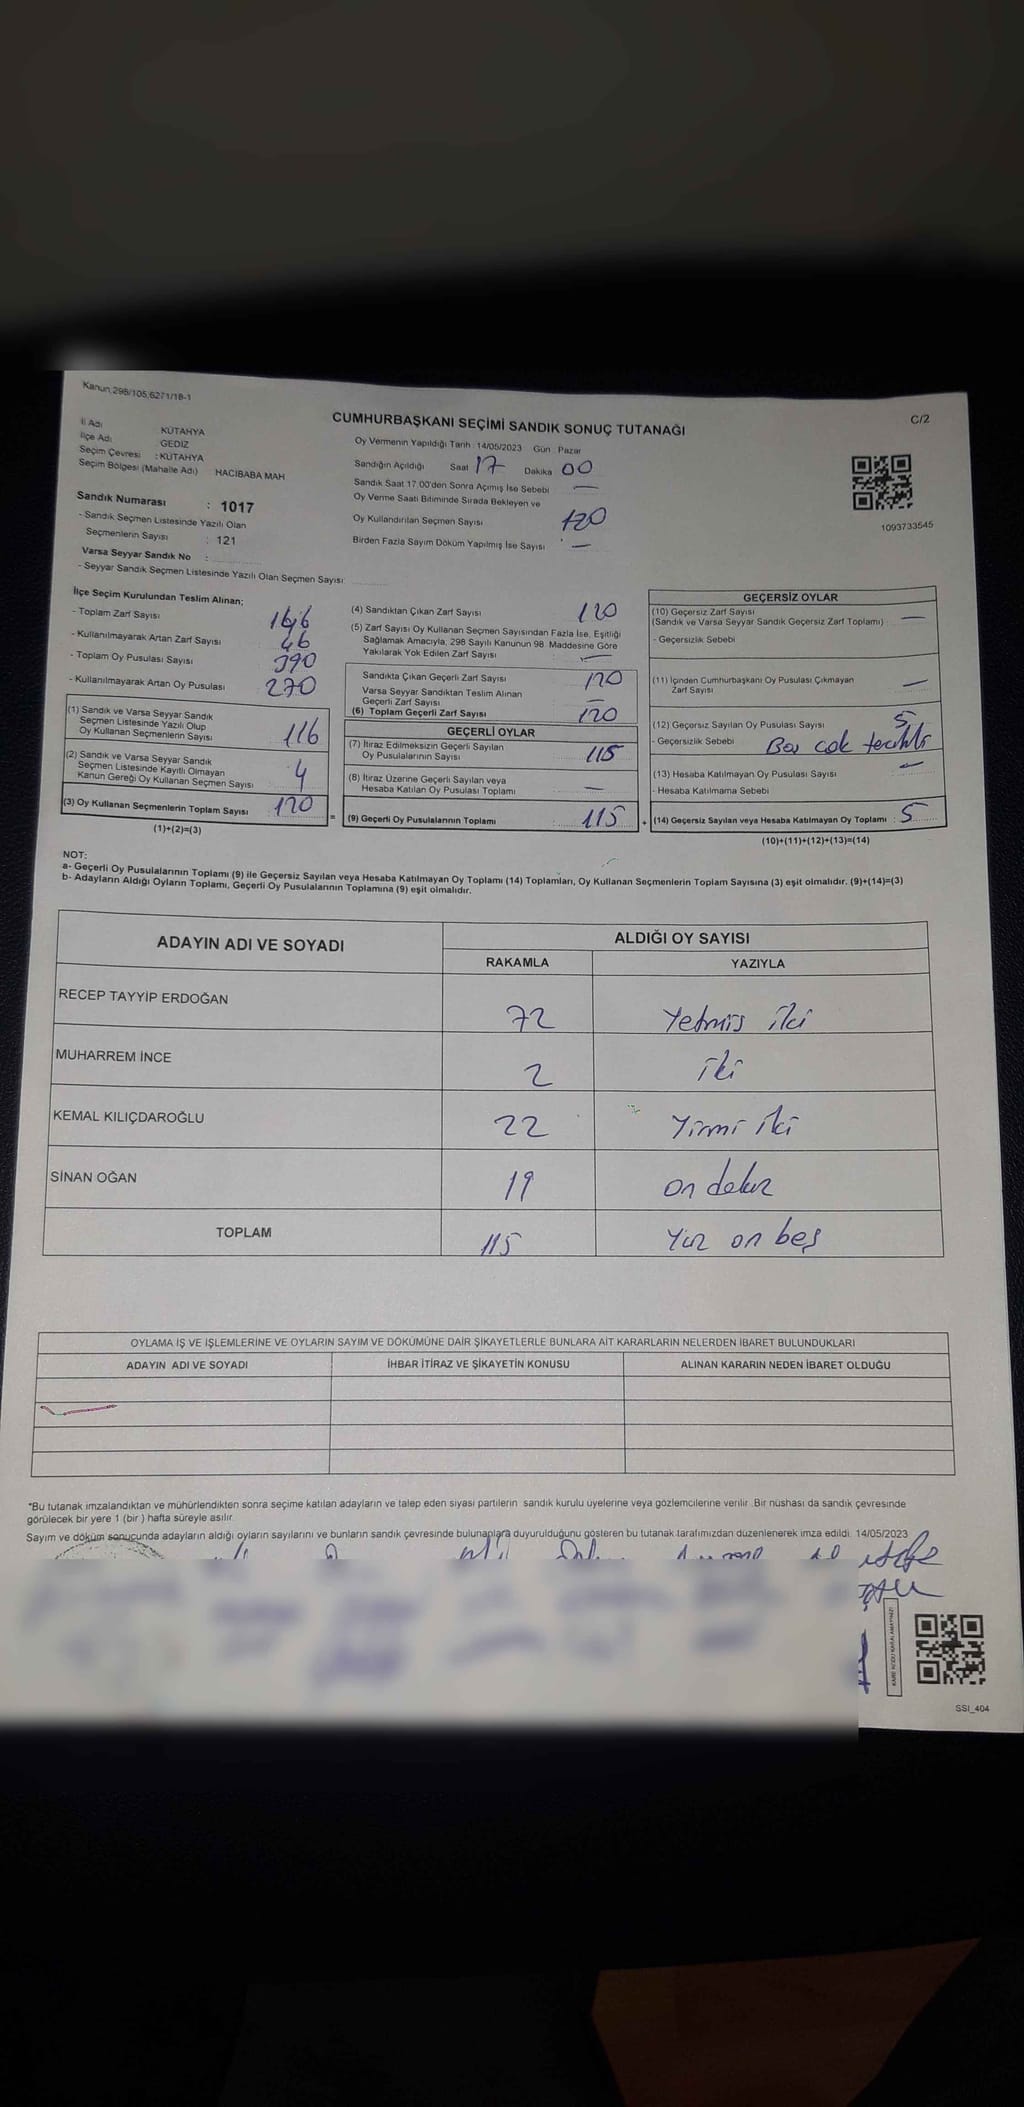 Kanun 298/105,6271/18-1
C/2
CUMHURBAŞKANI SEÇİMİ SANDIK SONUÇ TUTANAĞI
İl Adı KÜTAHYA
İlçe Adı: GEDİZ
Seçim Çevresi : KÜTAHYA
Seçim Bölgesi (Mahalle Adı) HACIBABA MAH
Sandık Numarası : 1017
- Sandık Seçmen Listesinde Yazılı Olan
Seçmenlerin Sayısı : 121
Varsa Seyyar Sandık No :
- Seyyar Sandık Seçmen Listesinde Yazılı Olan Seçmen Sayısı:
Oy Vermenin Yapıldığı Tarih: 14/05/2023 Gün : Pazar
Sandığın Açıldığı Saat 17 Dakika 00
Sandık Saat 17:00'den Sonra Açımış İse Sebebi —
Oy Verme Saati Bitiminde Sırada Bekleyen ve
Oy Kullandırılan Seçmen Sayısı 120
Birden Fazla Sayım Döküm Yapılmış İse Sayısı : —
1093733545
İlçe Seçim Kurulundan Teslim Alınan;
- Toplam Zarf Sayısı 166
- Kullanılmayarak Artan Zarf Sayısı 46
- Toplam Oy Pusulası Sayısı 390
- Kullanılmayarak Artan Oy Pusulası 270
(1) Sandık ve Varsa Seyyar Sandık
Seçmen Listesinde Yazılı Olup
Oy Kullanan Seçmenlerin Sayısı 116
(2) Sandık ve Varsa Seyyar Sandık
Seçmen Listesinde Kayıtlı Olmayan
Kanun Gereği Oy Kullanan Seçmen Sayısı 4
(3) Oy Kullanan Seçmenlerin Toplam Sayısı : 120
(1)+(2)=(3)
(4) Sandıktan Çıkan Zarf Sayısı 120
(5) Zarf Sayısı Oy Kullanan Seçmen Sayısından Fazla İse, Eşitliği
Sağlamak Amacıyla, 298 Sayılı Kanunun 98. Maddesine Göre
Yakılarak Yok Edilen Zarf Sayısı —
Sandıkta Çıkan Geçerli Zarf Sayısı 120
Varsa Seyyar Sandıktan Teslim Alınan
Geçerli Zarf Sayısı —
(6) Toplam Geçerli Zarf Sayısı 120
GEÇERLİ OYLAR
(7) İtiraz Edilmeksizin Geçerli Sayılan
Oy Pusulalarının Sayısı 115
(8) İtiraz Üzerine Geçerli Sayılan veya
Hesaba Katılan Oy Pusulası Toplamı —
= (9) Geçerli Oy Pusulalarının Toplamı 115 +
GEÇERSİZ OYLAR
(10) Geçersiz Zarf Sayısı
(Sandık ve Varsa Seyyar Sandık Geçersiz Zarf Toplamı) —
- Geçersizlik Sebebi
(11) İçinden Cumhurbaşkanı Oy Pusulası Çıkmayan
Zarf Sayısı —
(12) Geçersiz Sayılan Oy Pusulası Sayısı 5
- Geçersizlik Sebebi çok tercihli
(13) Hesaba Katılmayan Oy Pusulası Sayısı —
- Hesaba Katılmama Sebebi
(14) Geçersiz Sayılan veya Hesaba Katılmayan Oy Toplamı : 5
(10)+(11)+(12)+(13)=(14)
NOT:
a- Geçerli Oy Pusulalarının Toplamı (9) ile Geçersiz Sayılan veya Hesaba Katılmayan Oy Toplamı (14) Toplamları, Oy Kullanan Seçmenlerin Toplam Sayısına (3) eşit olmalıdır. (9)+(14)=(3)
b- Adayların Aldığı Oyların Toplamı, Geçerli Oy Pusulalarının Toplamına (9) eşit olmalıdır.
ADAYIN ADI VE SOYADI ALDIĞI OY SAYISI
RAKAMLA YAZIYLA
RECEP TAYYİP ERDOĞAN 72 Yetmiş iki
MUHARREM İNCE 2 iki
KEMAL KILIÇDAROĞLU 22 Yirmi iki
SİNAN OĞAN 19 on dokuz
TOPLAM 115 Yüz on beş
OYLAMA İŞ VE İŞLEMLERİNE VE OYLARIN SAYIM VE DÖKÜMÜNE DAİR ŞİKAYETLERLE BUNLARA AİT KARARLARIN NELERDEN İBARET BULUNDUKLARI
ADAYIN ADI VE SOYADI İHBAR İTİRAZ VE ŞİKAYETİN KONUSU ALINAN KARARIN NEDEN İBARET OLDUĞU
*Bu tutanak imzalandıktan ve mühürlendikten sonra seçime katılan adayların ve talep eden siyasi partilerin sandık kurulu üyelerine veya gözlemcilerine verilir. Bir nüshası da sandık çevresinde
görülecek bir yere 1 (bir) hafta süreyle asılır.
Sayım ve döküm sonucunda adayların aldığı oyların sayılarını ve bunların sandık çevresinde bulunanlara duyurulduğunu gösteren bu tutanak tarafımızdan düzenlenerek imza edildi. 14/05/2023
KARE KODU KARALAMAYINIZ!
SSI_404